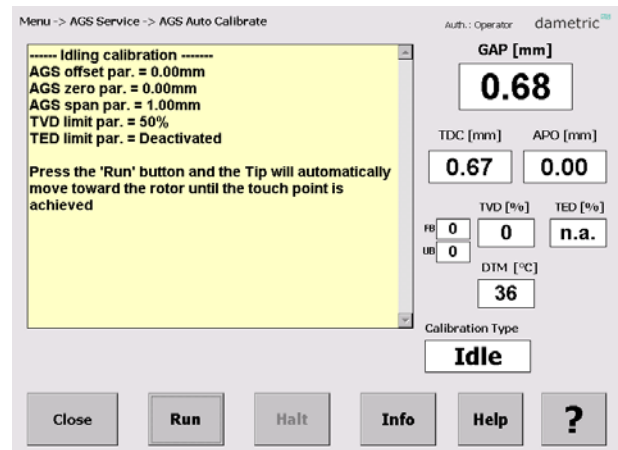 Menu -> AGS Service -> AGS Auto Calibrate
Auth.: Operator
dametric
------ Idling calibration -------
AGS offset par. = 0.00mm
AGS zero par. = 0.00mm
AGS span par. = 1.00mm
TVD limit par. = 50%
TED limit par. = Deactivated
Press the 'Run' button and the Tip will automatically
move toward the rotor until the touch point is
achieved
GAP [mm]
0.68
TDC [mm] APO [mm]
0.67 0.00
TVD [%] TED [%]
FB 0
UB 0
0 n.a.
DTM [°C]
36
Calibration Type
Idle
Close Run Halt Info Help ?